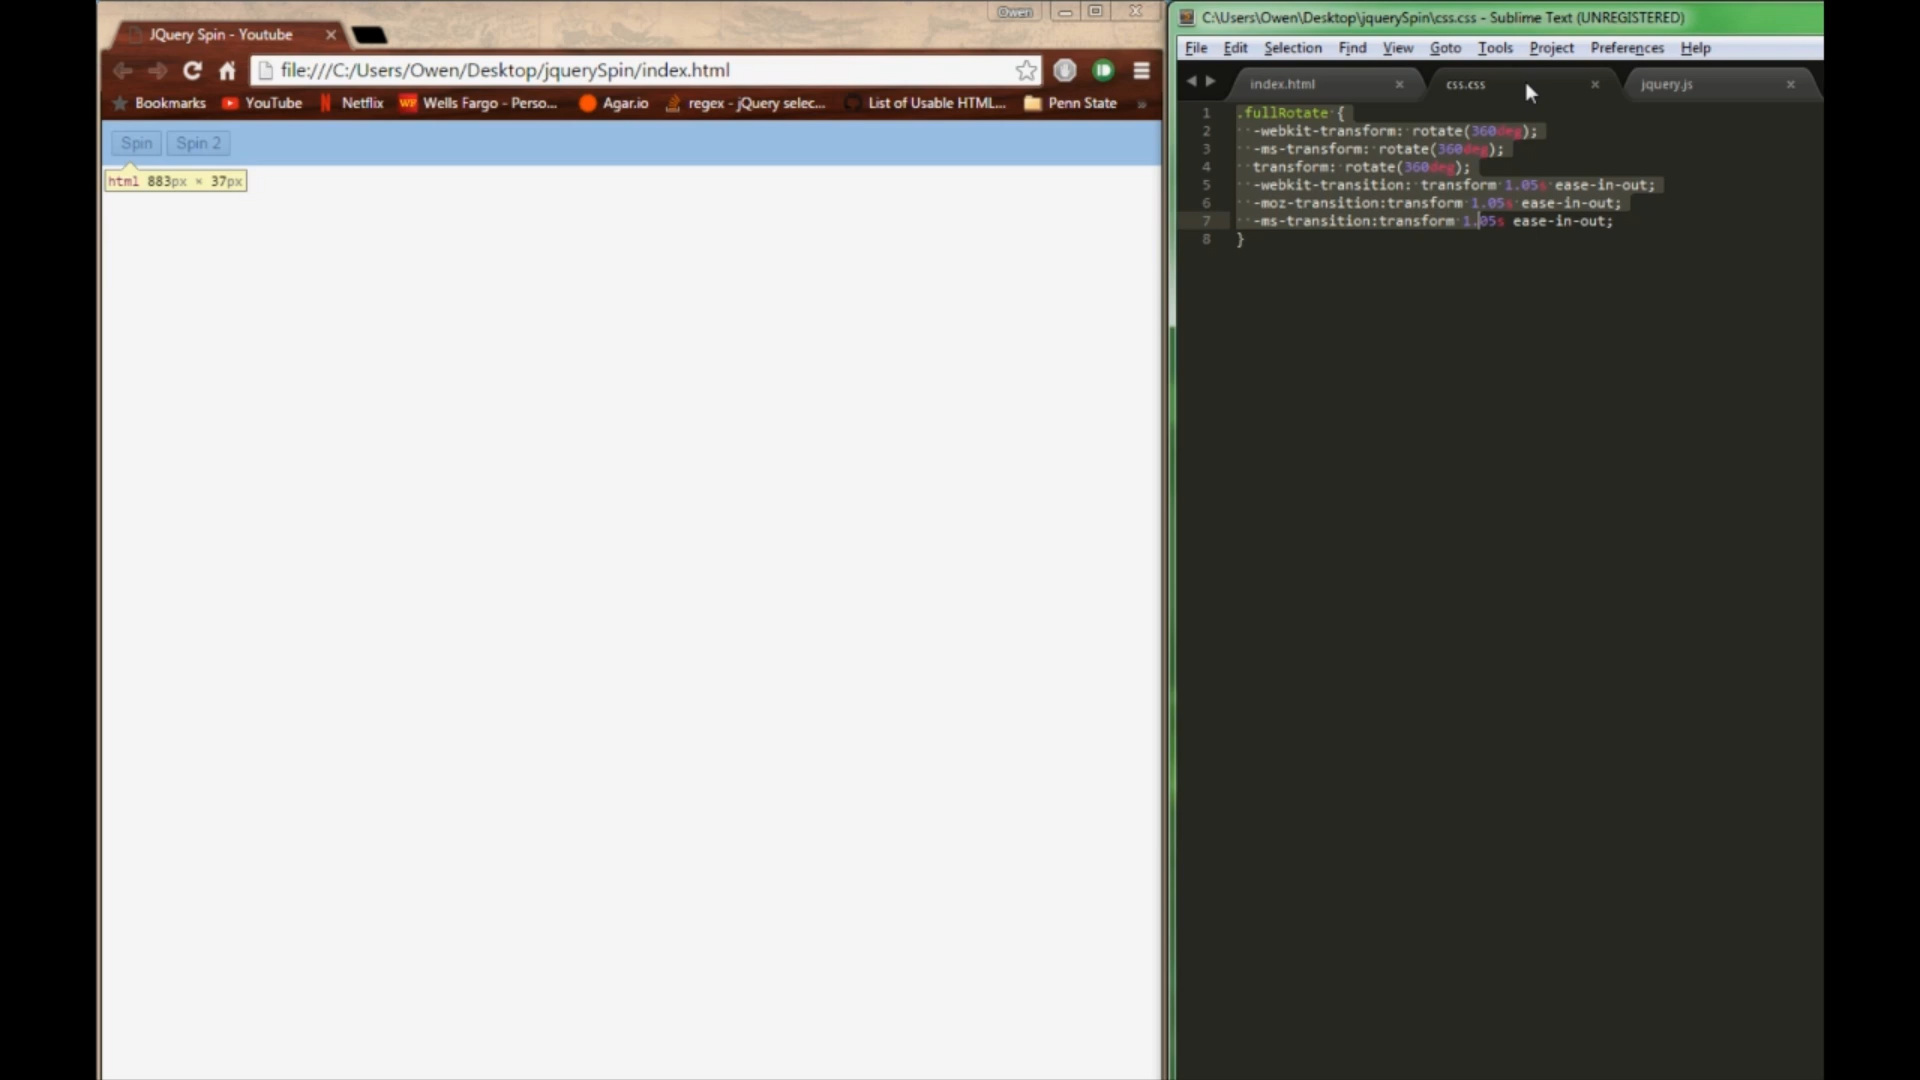 Owen
JQuery Spin - Youtube
file:///C:/Users/Owen/Desktop/jquerySpin/index.html
Bookmarks YouTube Netflix Wells Fargo - Perso... Agar.io regex - jQuery selec... List of Usable HTML... Penn State »
Spin Spin 2
html 883px × 37px
C:\Users\Owen\Desktop\jquerySpin\css.css - Sublime Text (UNREGISTERED)
File Edit Selection Find View Goto Tools Project Preferences Help
index.html css.css jquery.js
1 .fullRotate {
2 -webkit-transform: rotate(360deg);
3 -ms-transform: rotate(360deg);
4 transform: rotate(360deg);
5 -webkit-transition: transform 1.05s ease-in-out;
6 -moz-transition:transform 1.05s ease-in-out;
7 -ms-transition:transform 1.05s ease-in-out;
8 }